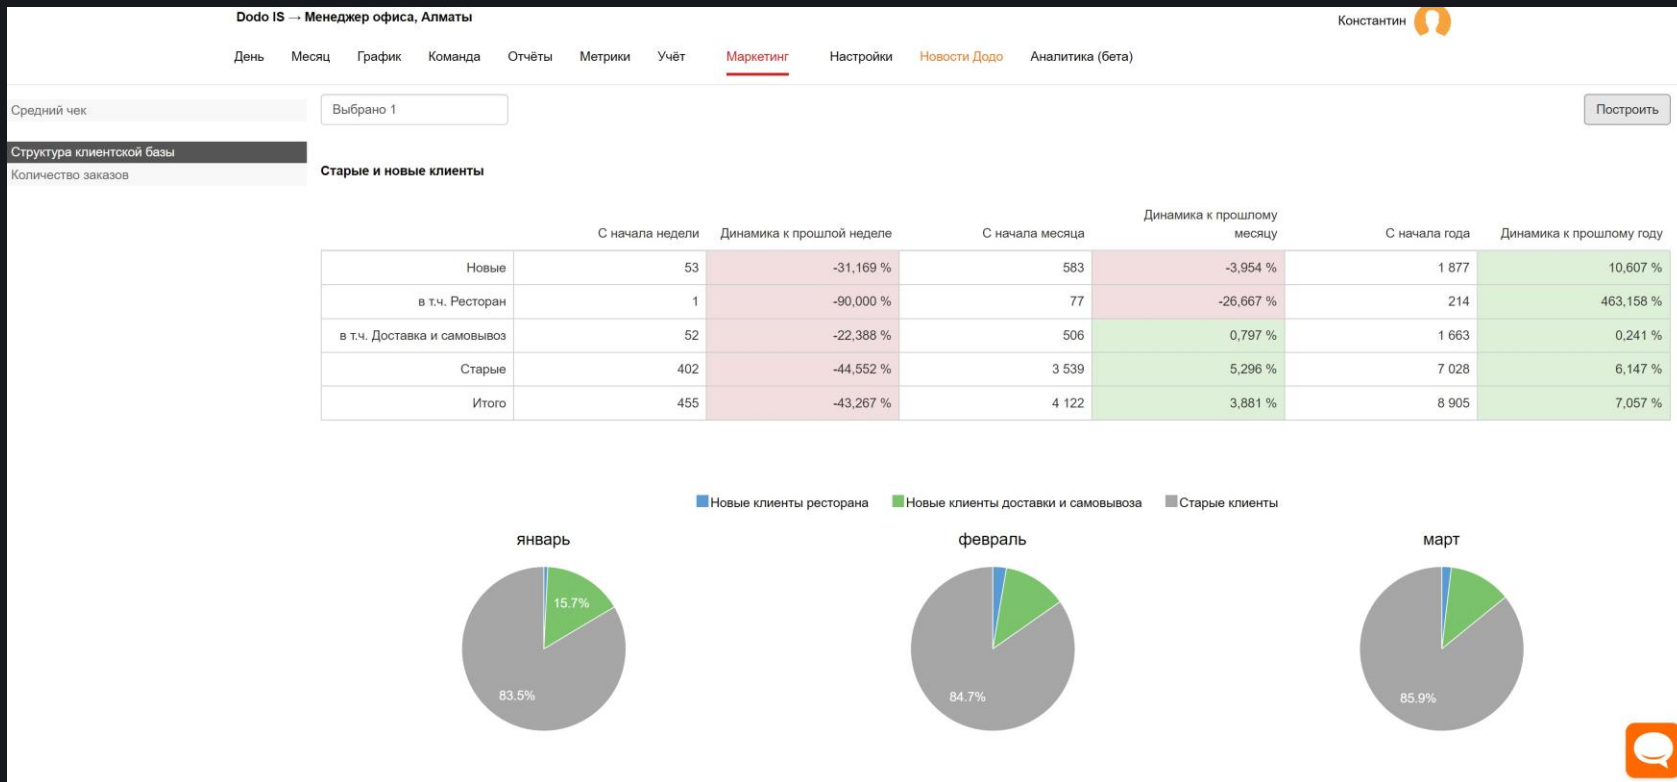 Dodo IS → Менеджер офиса, Алматы
Константин
День Месяц График Команда Отчёты Метрики Учёт Маркетинг Настройки Новости Додо Аналитика (бета)
Средний чек
Выбрано 1
Построить
Структура клиентской базы
Количество заказов
Старые и новые клиенты
С начала недели Динамика к прошлой неделе С начала месяца Динамика к прошлому месяцу С начала года Динамика к прошлому году
Новые 53 -31,169 % 583 -3,954 % 1 877 10,607 %
в т.ч. Ресторан 1 -90,000 % 77 -26,667 % 214 463,158 %
в т.ч. Доставка и самовывоз 52 -22,388 % 506 0,797 % 1 663 0,241 %
Старые 402 -44,552 % 3 539 5,296 % 7 028 6,147 %
Итого 455 -43,267 % 4 122 3,881 % 8 905 7,057 %
Новые клиенты ресторана Новые клиенты доставки и самовывоза Старые клиенты
январь февраль март
15.7%
83.5% 84.7% 85.9%